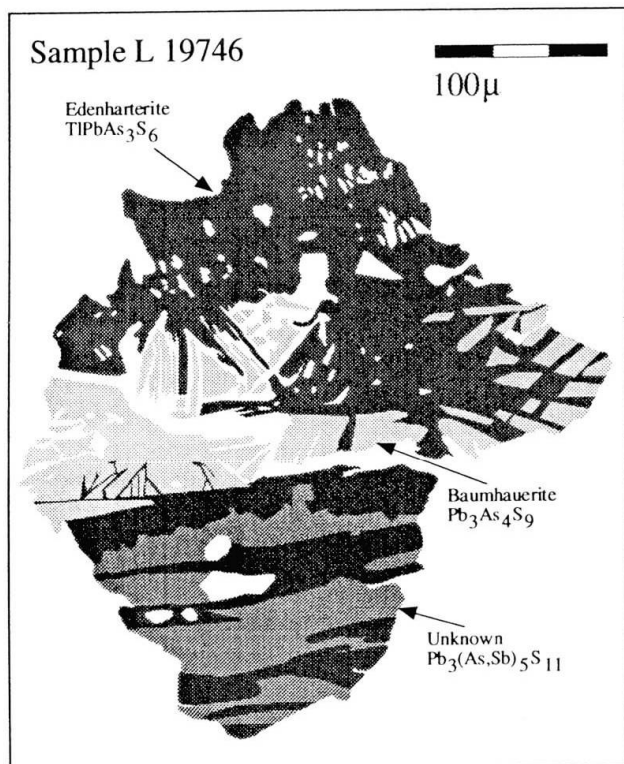 Sample L 19746
100μ
Edenharterite
TlPbAs3S6
Baumhauerite
Pb3As4S9
Unknown
Pb3(As,Sb)5S11